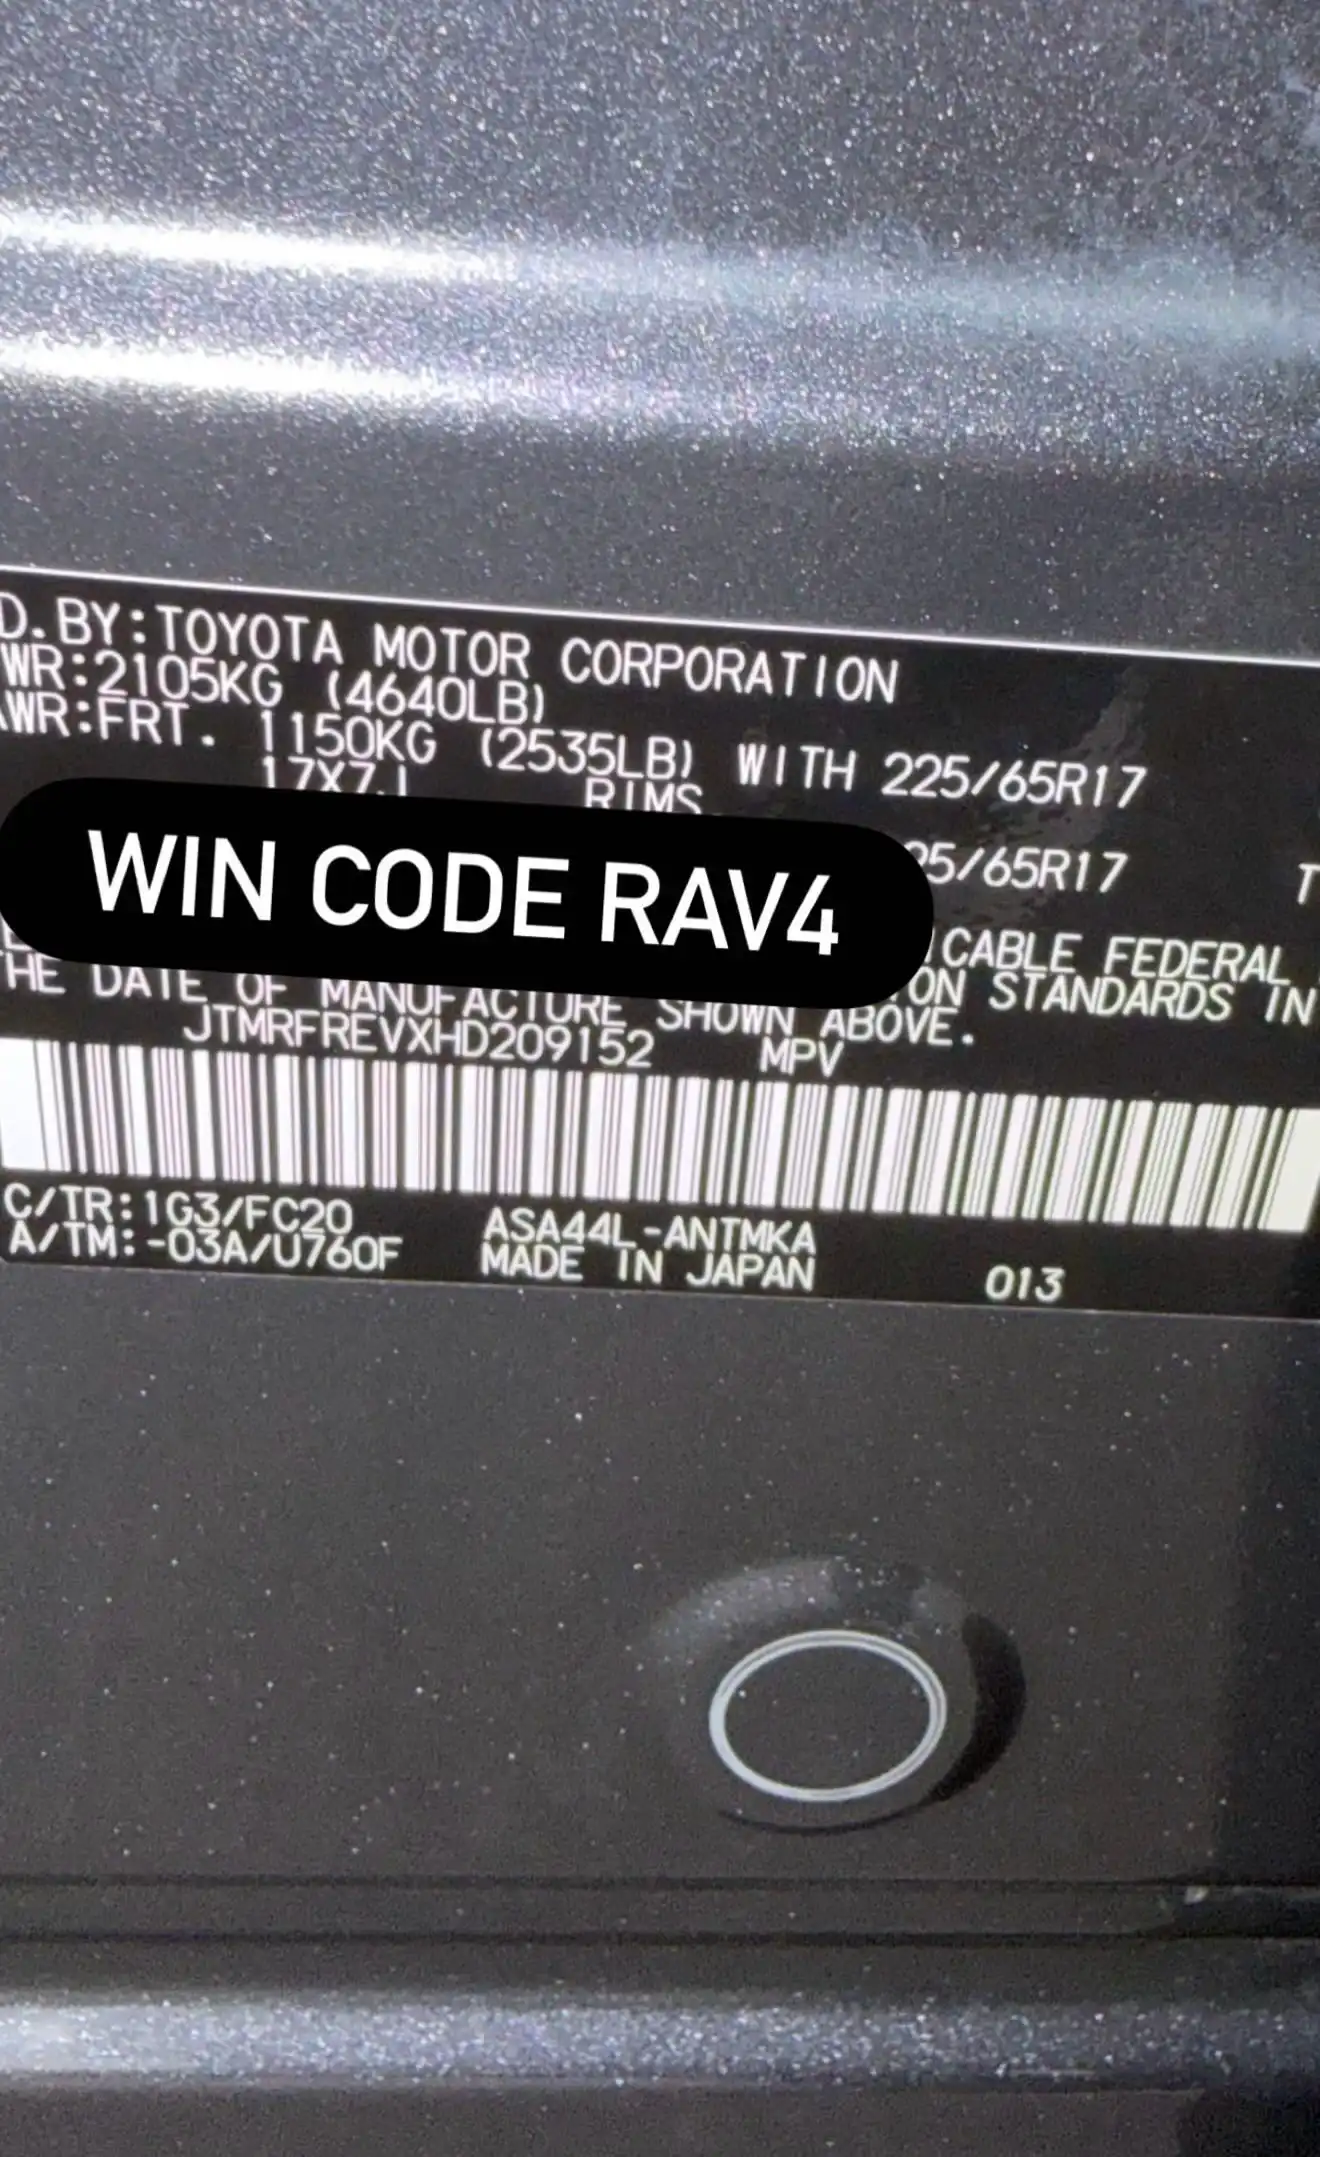 D.BY:TOYOTA MOTOR CORPORATION
WR:2105KG (4640LB)
AWR:FRT. 1150KG (2535LB) WITH 225/65R17
17X7J RIMS
25/65R17 T
WIN CODE RAV4
ICABLE FEDERAL
ON STANDARDS IN
THE DATE OF MANUFACTURE SHOWN ABOVE.
JTMRFREVXHD209152 MPV
C/TR:1G3/FC20 ASA44L-ANTMKA
A/TM:-03A/U760F MADE IN JAPAN 013